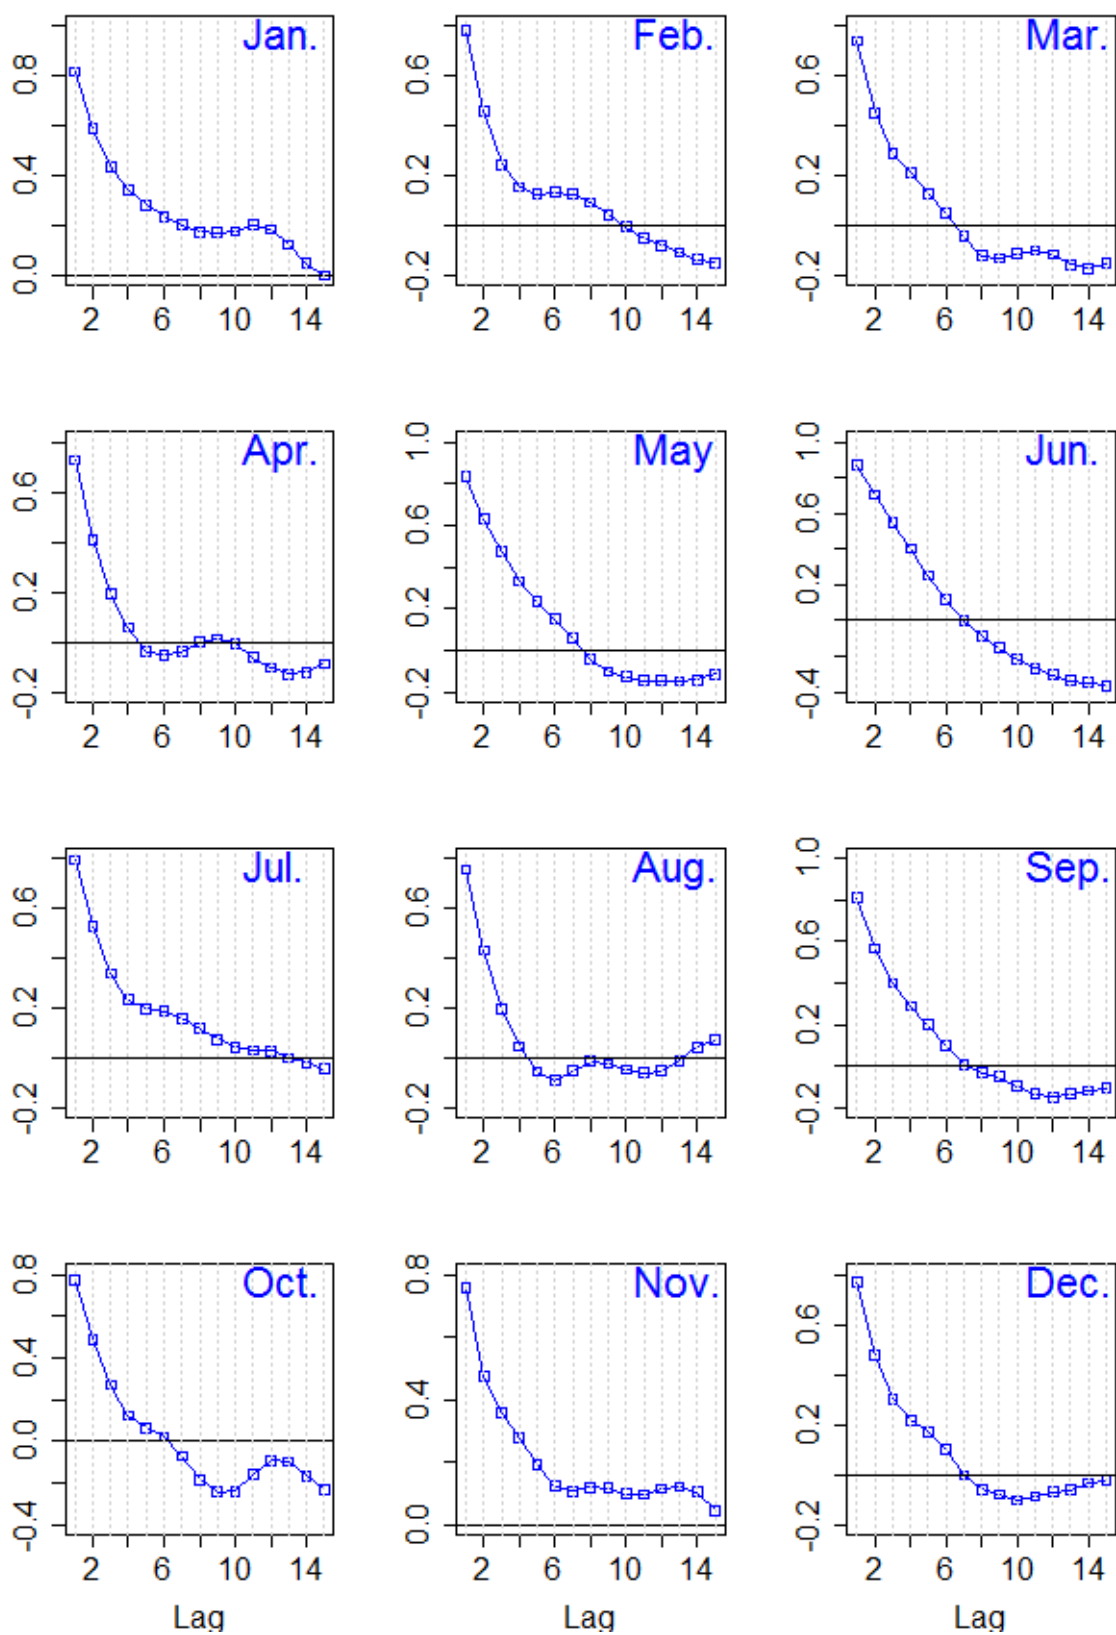 Jan. Feb. Mar.
0.0 0.4 0.8
-0.2 0.2 0.6
-0.2 0.2 0.6
2 6 10 14 2 6 10 14 2 6 10 14
Apr. May Jun.
-0.2 0.2 0.6
-0.2 0.2 0.6 1.0
-0.4 0.2 0.6 1.0
2 6 10 14 2 6 10 14 2 6 10 14
Jul. Aug. Sep.
-0.2 0.2 0.6
-0.2 0.2 0.6
-0.2 0.2 0.6 1.0
2 6 10 14 2 6 10 14 2 6 10 14
Oct. Nov. Dec.
-0.4 0.0 0.4 0.8
0.0 0.4 0.8
-0.2 0.2 0.6
2 6 10 14 2 6 10 14 2 6 10 14
Lag Lag Lag